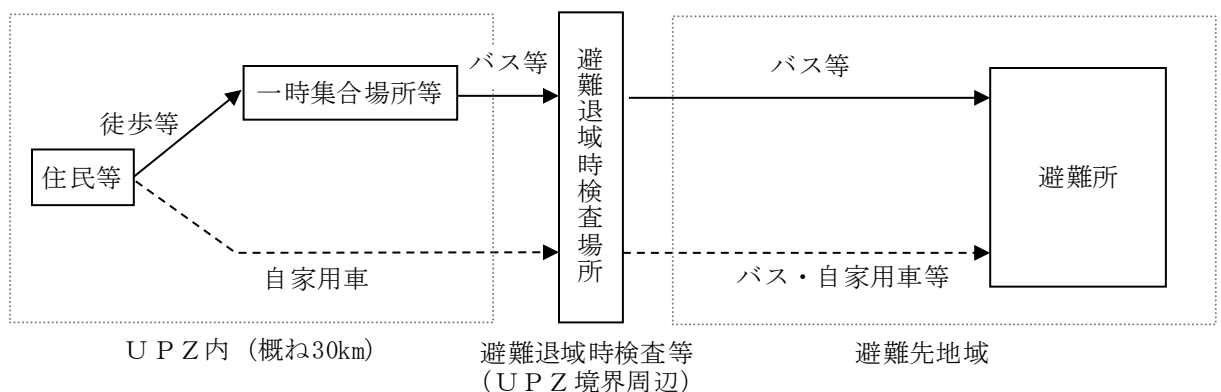 バス等
避難退域時検査場所
バス等
一時集合場所等
徒歩等
住民等
避難所
自家用車
バス・自家用車等
ＵＰＺ内（概ね30km）
避難退域時検査等
（ＵＰＺ境界周辺）
避難先地域